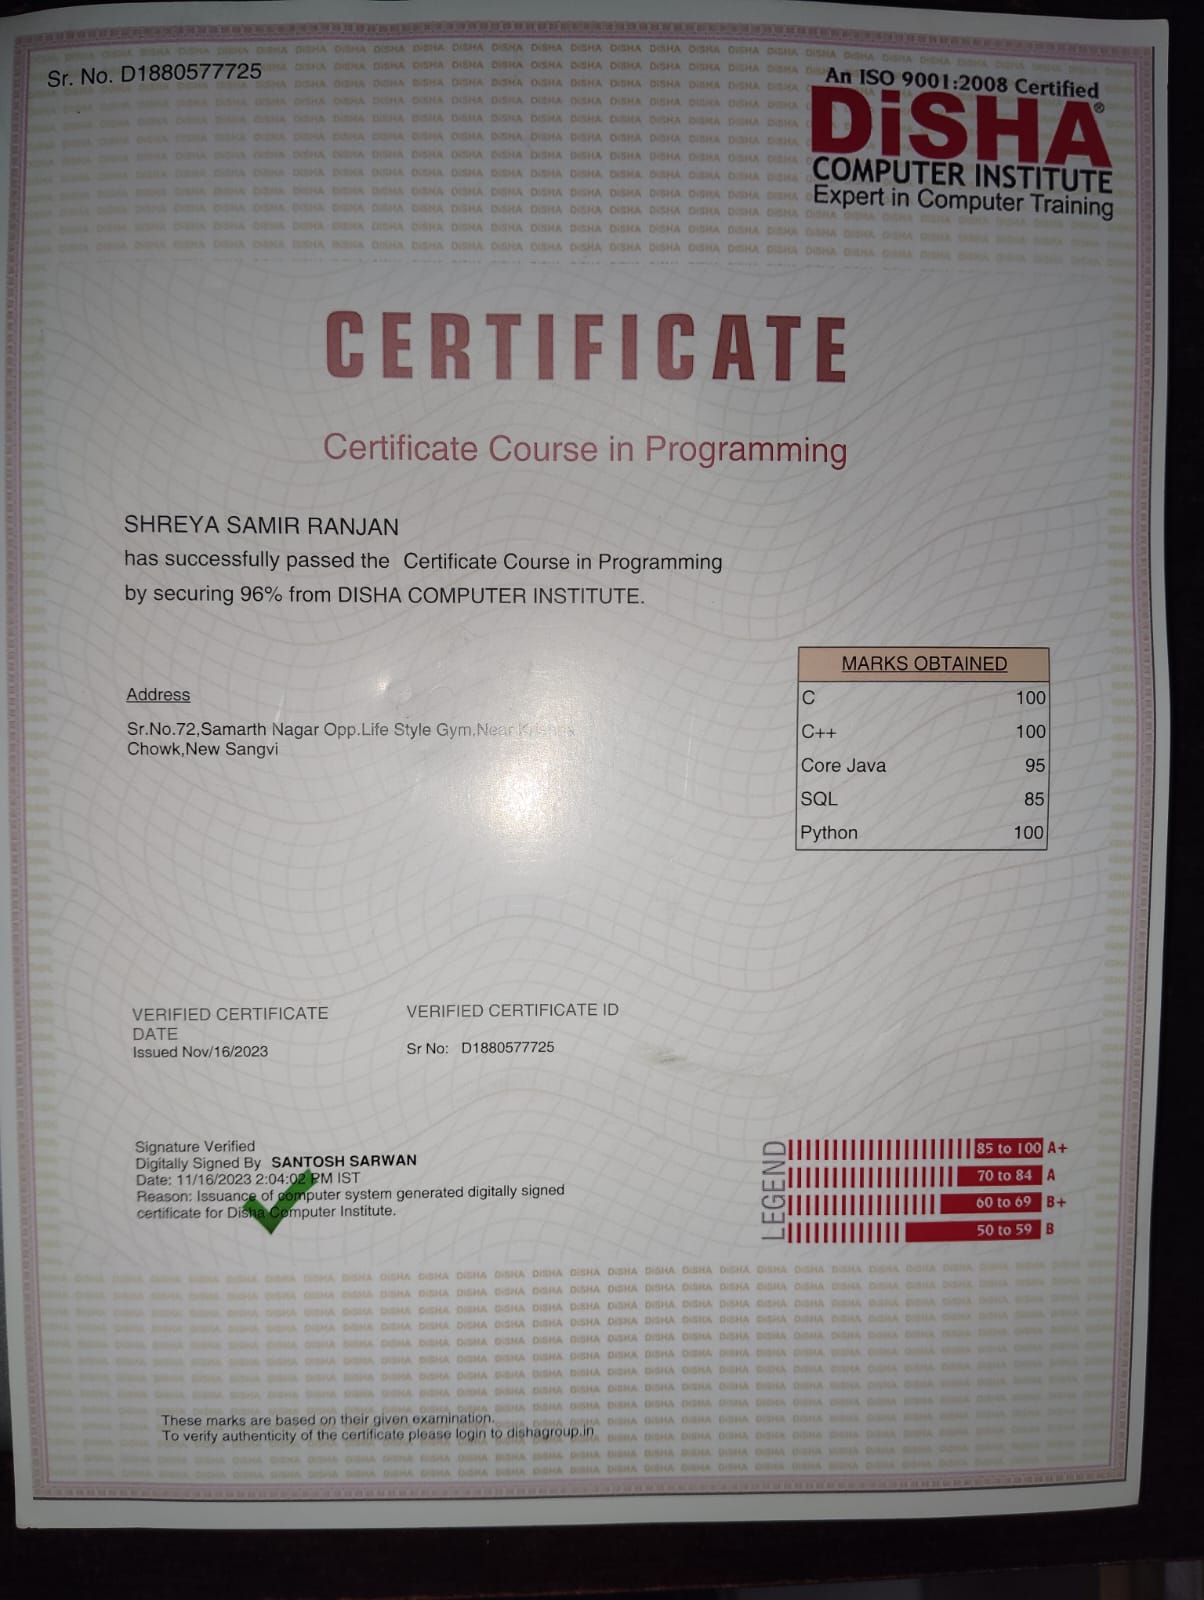 Sr. No. D1880577725
An ISO 9001:2008 Certified
DiSHA®
COMPUTER INSTITUTE
Expert in Computer Training
CERTIFICATE
Certificate Course in Programming
SHREYA SAMIR RANJAN
has successfully passed the Certificate Course in Programming
by securing 96% from DISHA COMPUTER INSTITUTE.
Address
Sr.No.72,Samarth Nagar Opp.Life Style Gym,Near Krishna
Chowk,New Sangvi
MARKS OBTAINED
C 100
C++ 100
Core Java 95
SQL 85
Python 100
VERIFIED CERTIFICATE
DATE
Issued Nov/16/2023
VERIFIED CERTIFICATE ID
Sr No: D1880577725
Signature Verified
Digitally Signed By SANTOSH SARWAN
Date: 11/16/2023 2:04:02 PM IST
Reason: Issuance of computer system generated digitally signed
certificate for Disha Computer Institute.
LEGEND
85 to 100 A+
70 to 84 A
60 to 69 B+
50 to 59 B
These marks are based on their given examination.
To verify authenticity of the certificate please login to dishagroup.in